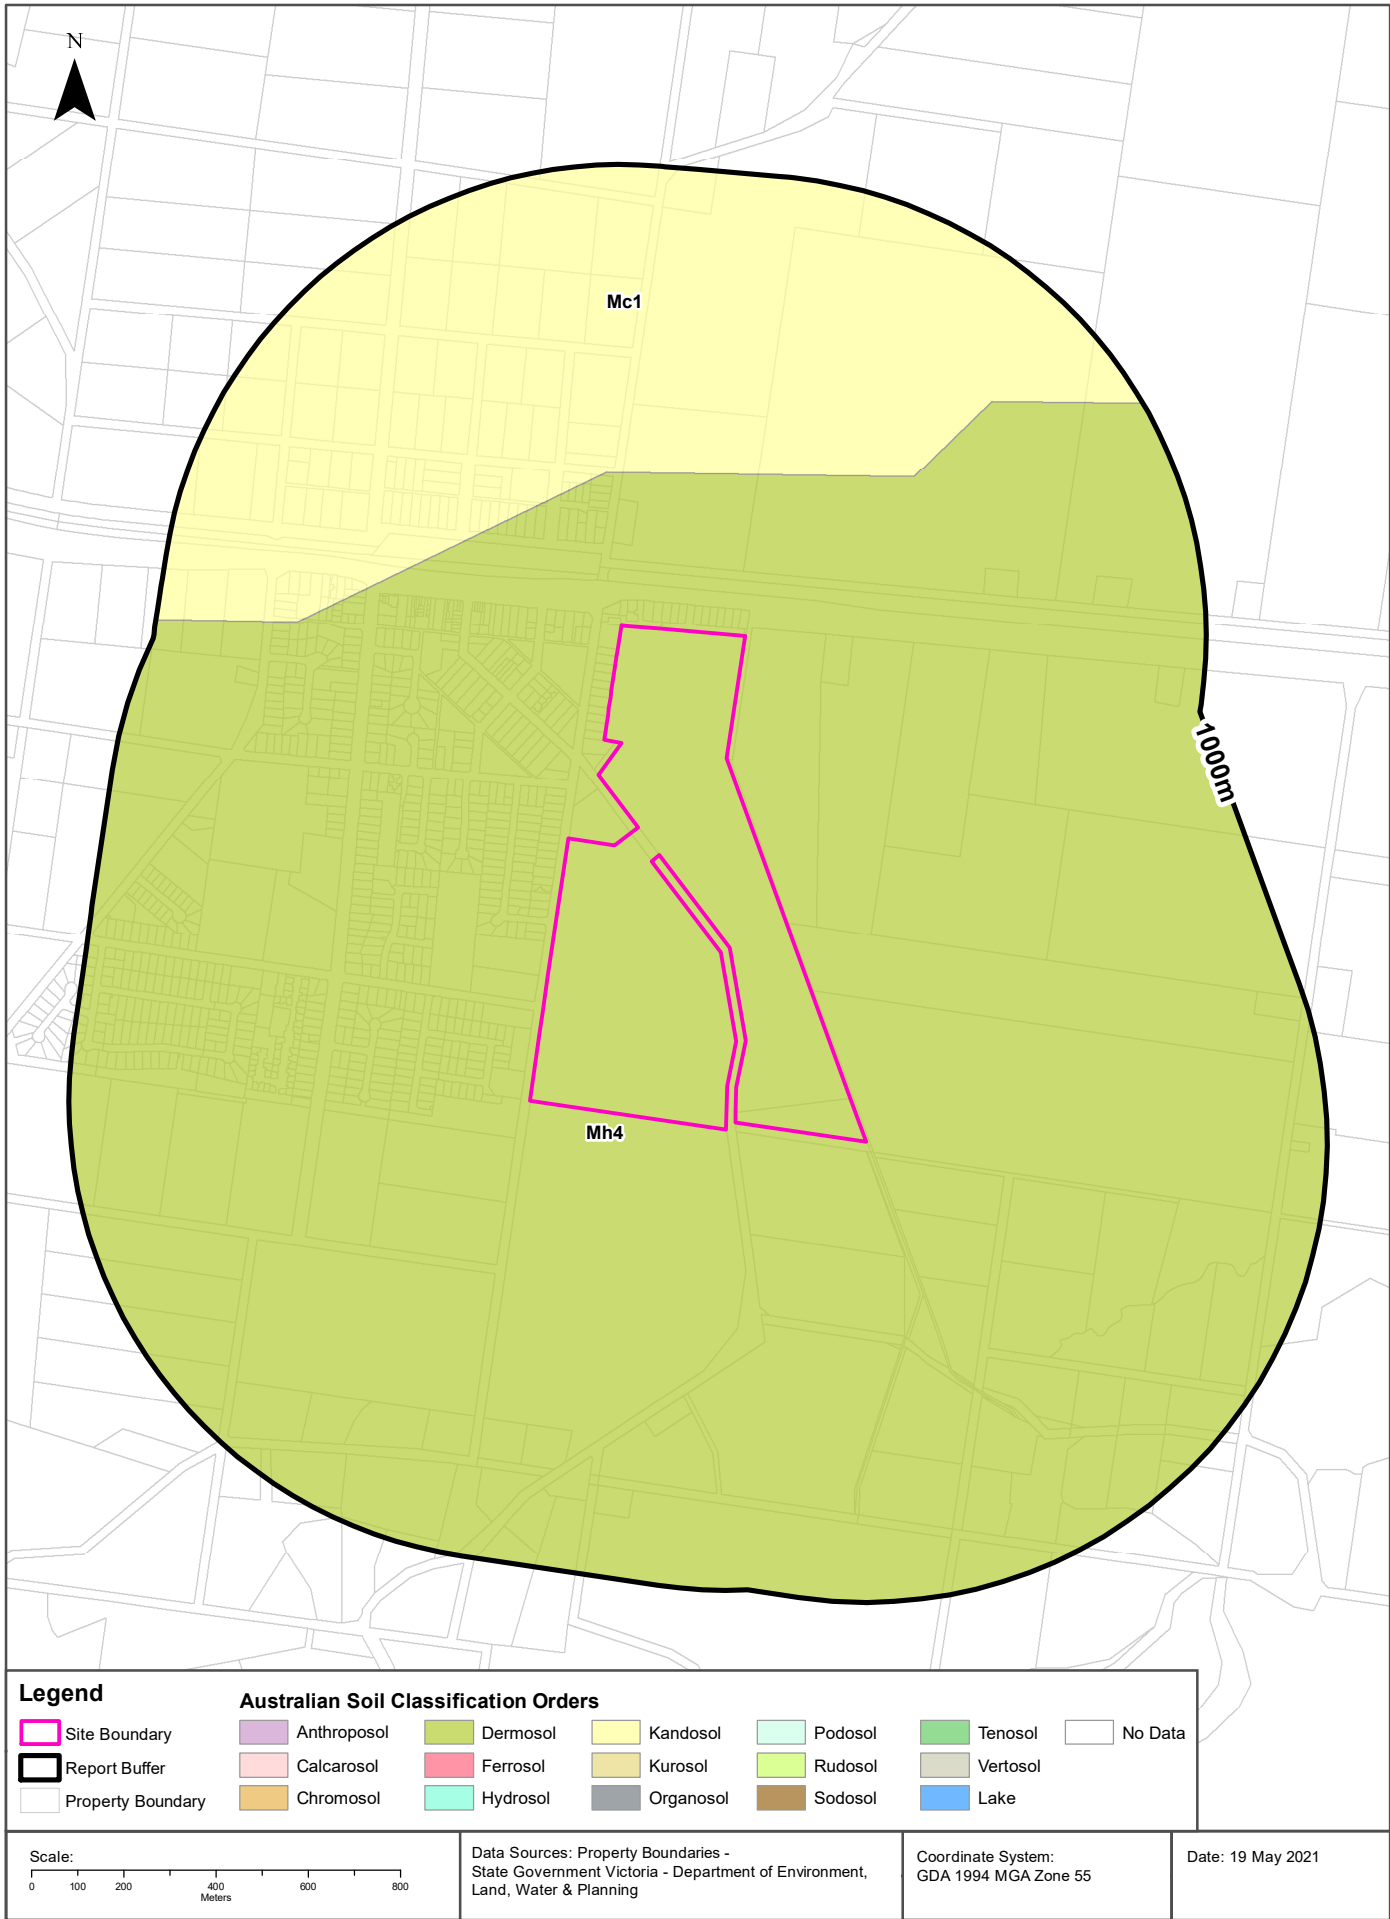 N
Mc1
1000m
Mh4
Legend
Site Boundary
Report Buffer
Property Boundary
Australian Soil Classification Orders
Anthroposol
Calcarosol
Chromosol
Dermosol
Ferrosol
Hydrosol
Kandosol
Kurosol
Organosol
Podosol
Rudosol
Sodosol
Tenosol
Vertosol
Lake
No Data
Scale:
0 100 200 400 600 800
Meters
Data Sources: Property Boundaries -
State Government Victoria - Department of Environment,
Land, Water & Planning
Coordinate System:
GDA 1994 MGA Zone 55
Date: 19 May 2021